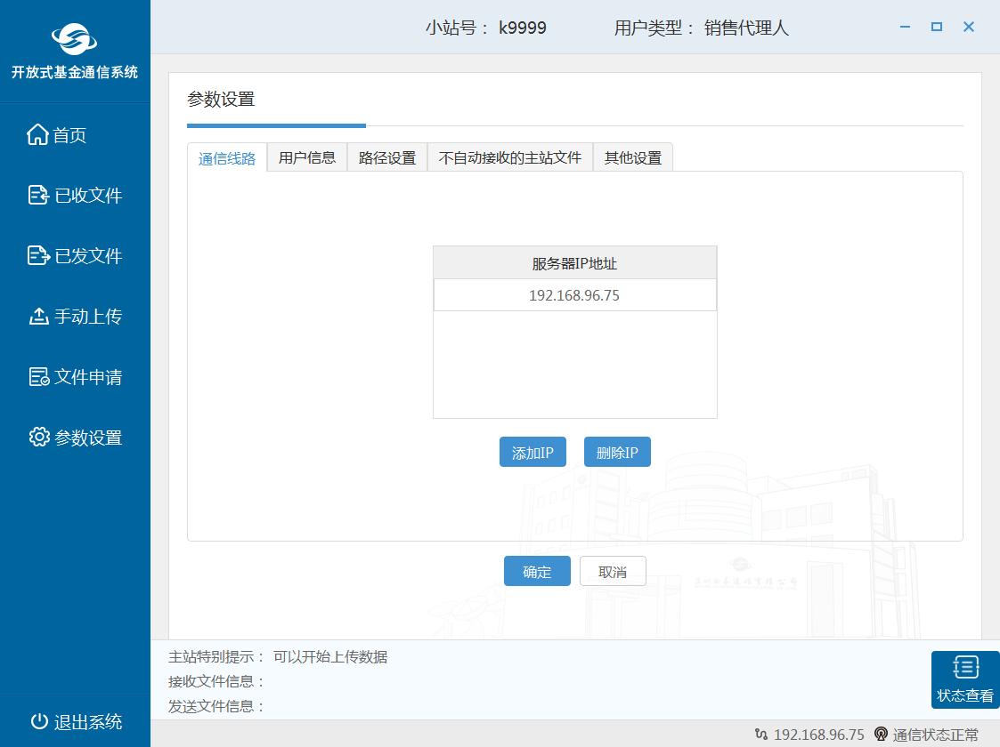 小站号： k9999 用户类型： 销售代理人
开放式基金通信系统
首页
已收文件
已发文件
手动上传
文件申请
参数设置
退出系统
参数设置
通信线路 用户信息 路径设置 不自动接收的主站文件 其他设置
服务器IP地址
192.168.96.75
添加IP 删除IP
确定 取消
主站特别提示： 可以开始上传数据
接收文件信息：
发送文件信息：
状态查看
192.168.96.75 通信状态正常